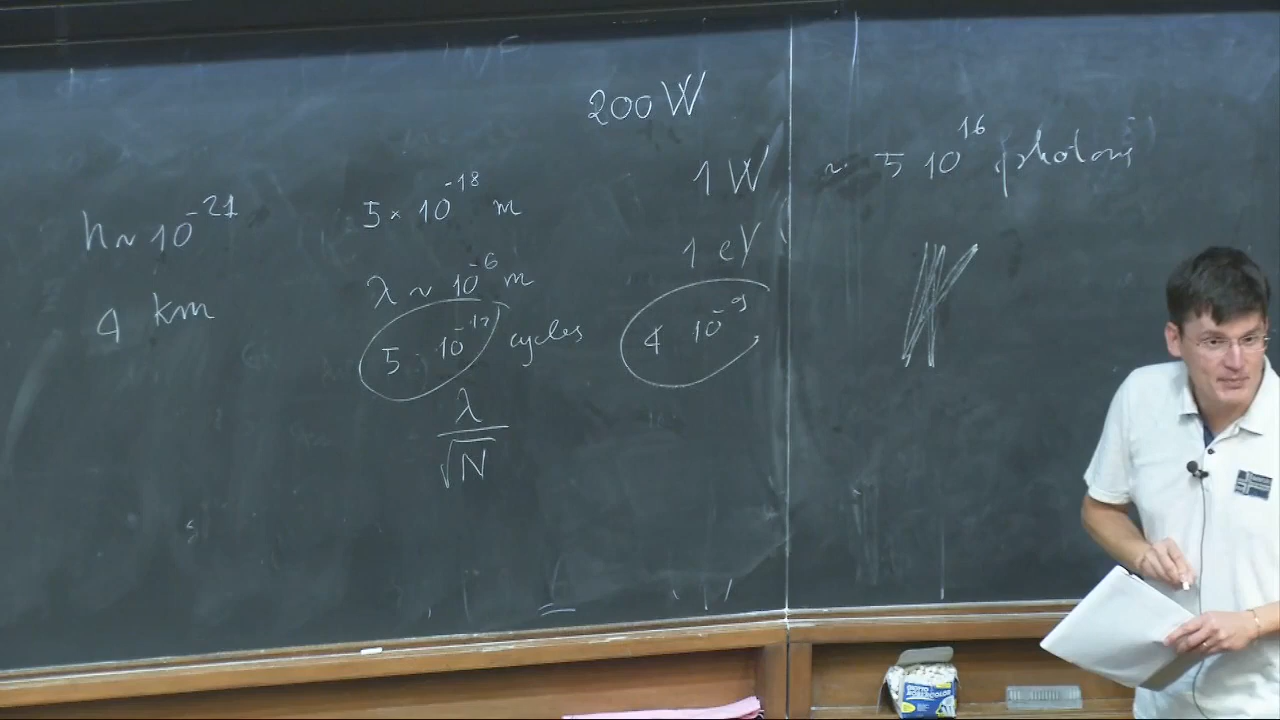 200 W
h ~ 10^{-21}
4 km
5 × 10^{-18} m
λ ~ 10^{-6} m
5 · 10^{-12} cycles
λ / √N
1 W
1 eV
4 10^{-9}
~ 5 10^{16} photons